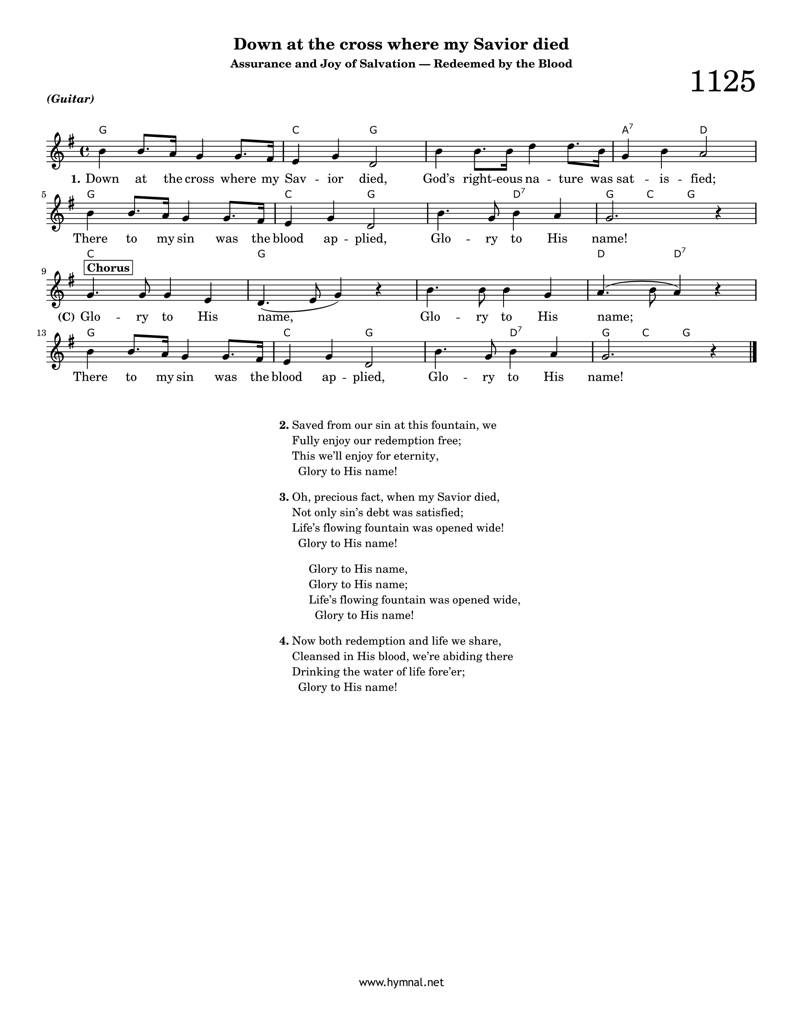 Down at the cross where my Savior died
Assurance and Joy of Salvation — Redeemed by the Blood
1125
(Guitar)
G C G A7 D
1. Down at the cross where my Sav - ior died, God's right-eous na - ture was sat - is - fied;
5 G C G D7 G C G
There to my sin was the blood ap - plied, Glo - ry to His name!
C G D D7
9 Chorus
(C) Glo - ry to His name, Glo - ry to His name;
13 G C G D7 G C G
There to my sin was the blood ap - plied, Glo - ry to His name!
2. Saved from our sin at this fountain, we
Fully enjoy our redemption free;
This we'll enjoy for eternity,
Glory to His name!
3. Oh, precious fact, when my Savior died,
Not only sin's debt was satisfied;
Life's flowing fountain was opened wide!
Glory to His name!
Glory to His name,
Glory to His name;
Life's flowing fountain was opened wide,
Glory to His name!
4. Now both redemption and life we share,
Cleansed in His blood, we're abiding there
Drinking the water of life fore'er;
Glory to His name!
www.hymnal.net